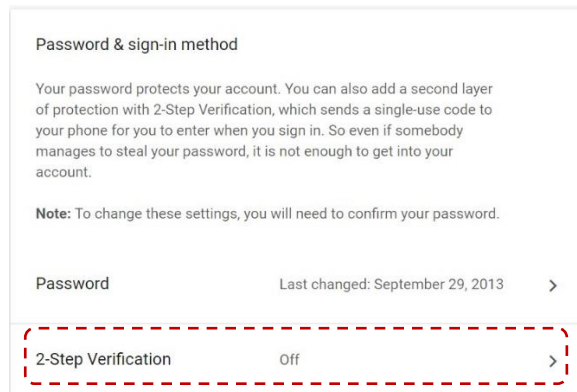 Password & sign-in method
Your password protects your account. You can also add a second layer
of protection with 2-Step Verification, which sends a single-use code to
your phone for you to enter when you sign in. So even if somebody
manages to steal your password, it is not enough to get into your
account.
Note: To change these settings, you will need to confirm your password.
Password Last changed: September 29, 2013
2-Step Verification Off